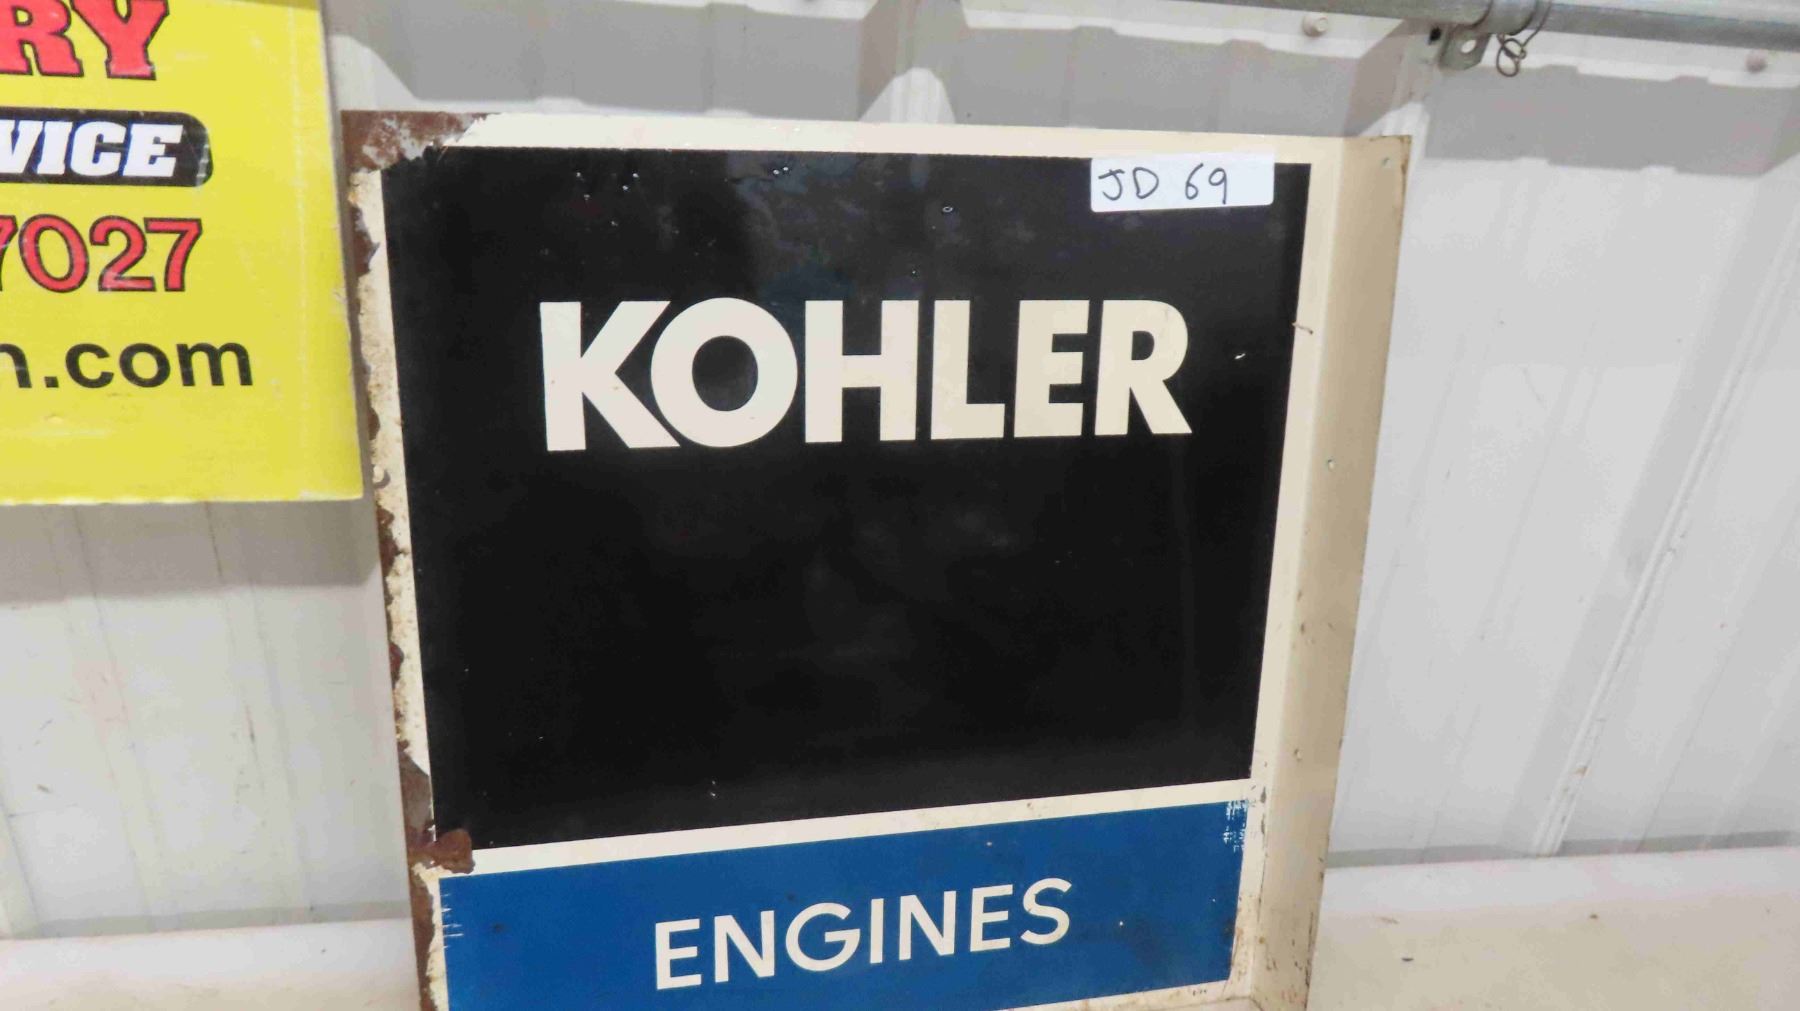 RY
VICE
7027
.com
JD 69
KOHLER
ENGINES